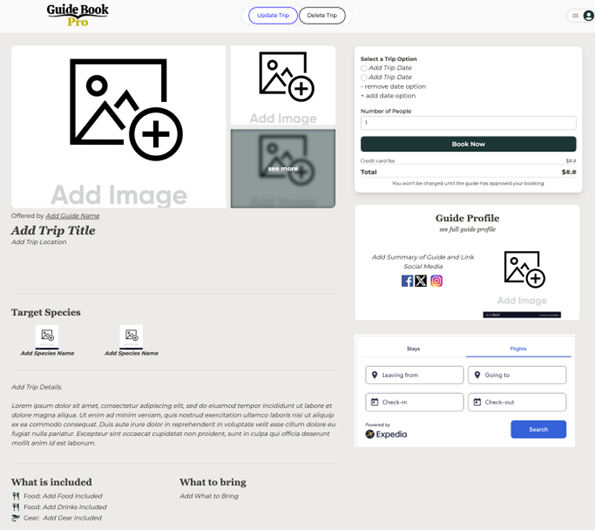 Guide Book
Pro
Update Trip
Delete Trip
Add Image
Add Image
Add Image
see more
Offered by Add Guide Name
Add Trip Title
Add Trip Location
Target Species
Add Species Name
Add Species Name
Add Trip Details.
Lorem ipsum dolor sit amet, consectetur adipiscing elit, sed do eiusmod tempor incididunt ut labore et
dolore magna aliqua. Ut enim ad minim veniam, quis nostrud exercitation ullamco laboris nisi ut aliquip
ex ea commodo consequat. Duis aute irure dolor in reprehenderit in voluptate velit esse cillum dolore eu
fugiat nulla pariatur. Excepteur sint occaecat cupidatat non proident, sunt in culpa qui officia deserunt
mollit anim id est laborum.
What is included
Food: Add Food Included
Food: Add Drinks Included
Gear: Add Gear Included
What to bring
Add What to Bring
Select a Trip Option
Add Trip Date
Add Trip Date
- remove date option
+ add date option
Number of People
1
Book Now
Credit card fee
$#.#
Total
$#.#
You won't be charged until the guide has approved your booking.
Guide Profile
see full guide profile
Add Summary of Guide and Link
Social Media
Add Image
Stays
Flights
Leaving from
Going to
Check-in
Check-out
Powered by
Expedia
Search